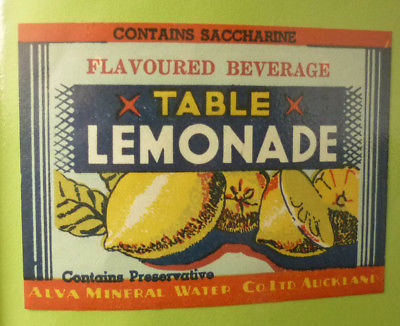 CONTAINS SACCHARINE
FLAVOURED BEVERAGE
TABLE
LEMONADE
Contains Preservative
ALVA MINERAL WATER CO. LTD AUCKLAND